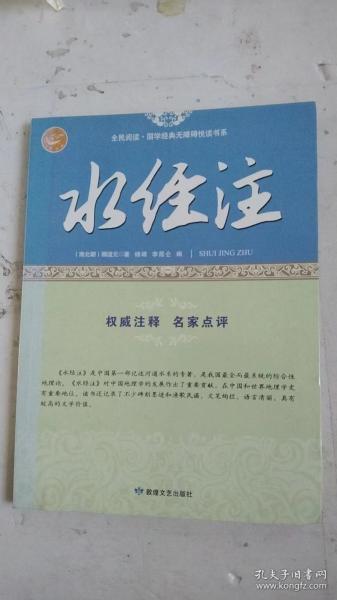 全民阅读·国学经典无障碍悦读书系
水经注
（南北朝）郦道元◎著 李昆仑 编
SHUI JING ZHU
权威注释 名家点评
《水经注》是中国第一部记述河道水系的专著，是我国最全面最系统的综合性
地理论。《水经注》对中国地理学的发展作出了重要贡献，在中国和世界地理学史
有重要地位。该书还记录了不少碑刻墨迹和渔歌民谣，文笔绚烂，语言清丽，具有
较高的文学价值。
敦煌文艺出版社
孔夫子旧书网